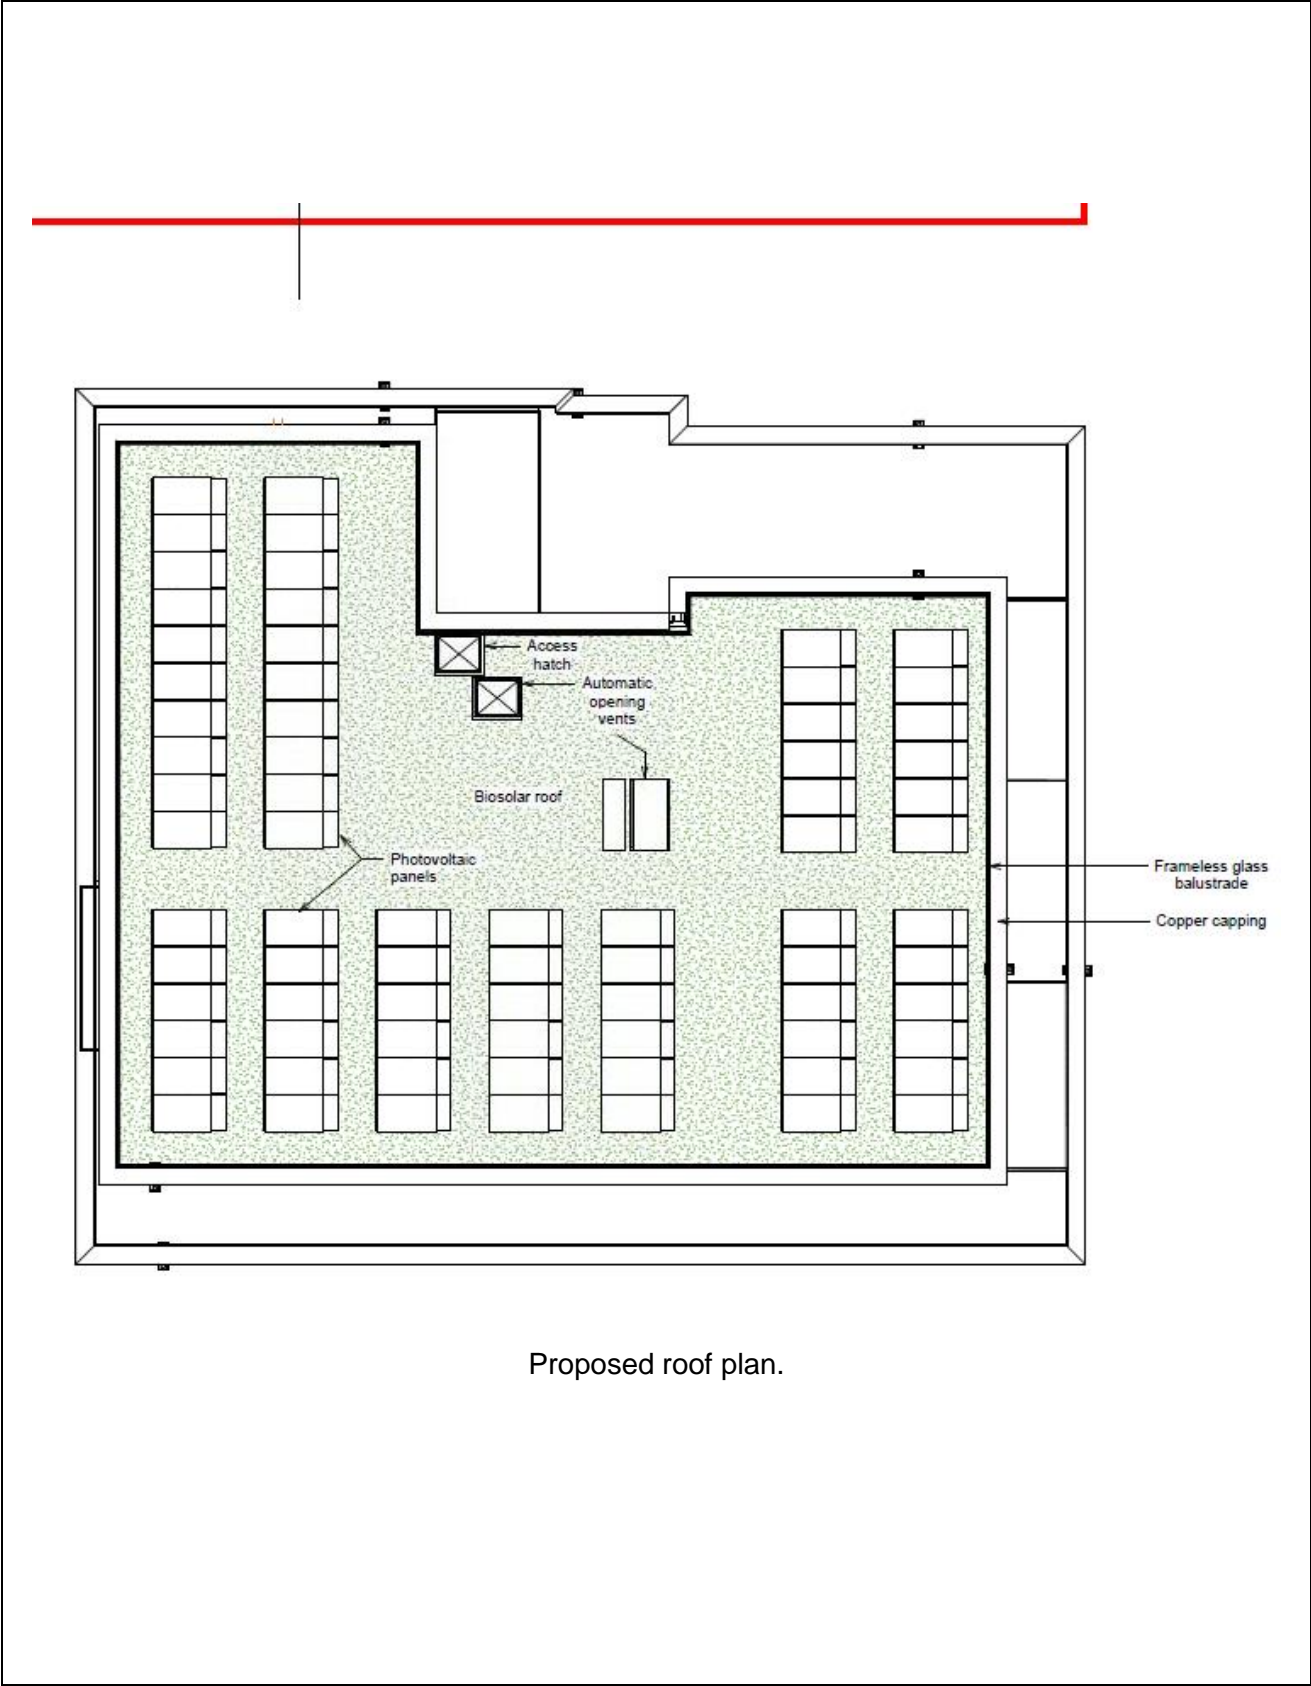 Access
hatch
Automatic
opening
vents
Biosolar roof
Photovoltaic
panels
Frameless glass
balustrade
Copper capping
Proposed roof plan.